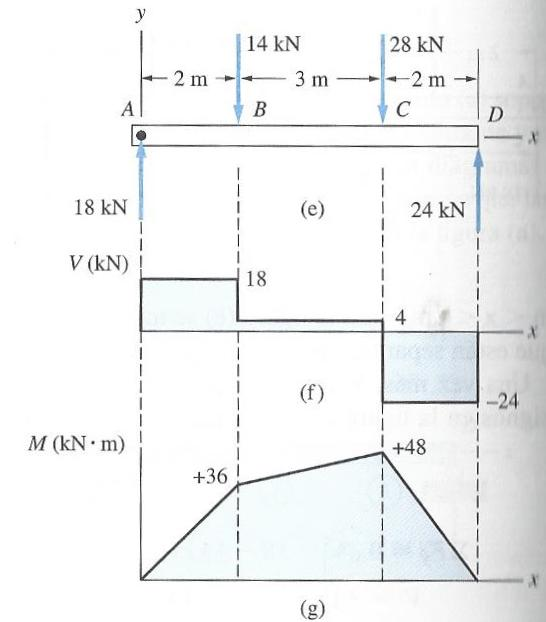 y
14 kN 28 kN
2 m 3 m 2 m
A B C D
x
18 kN (e) 24 kN
V (kN)
18
4
x
(f)
–24
M (kN · m)
+48
+36
x
(g)